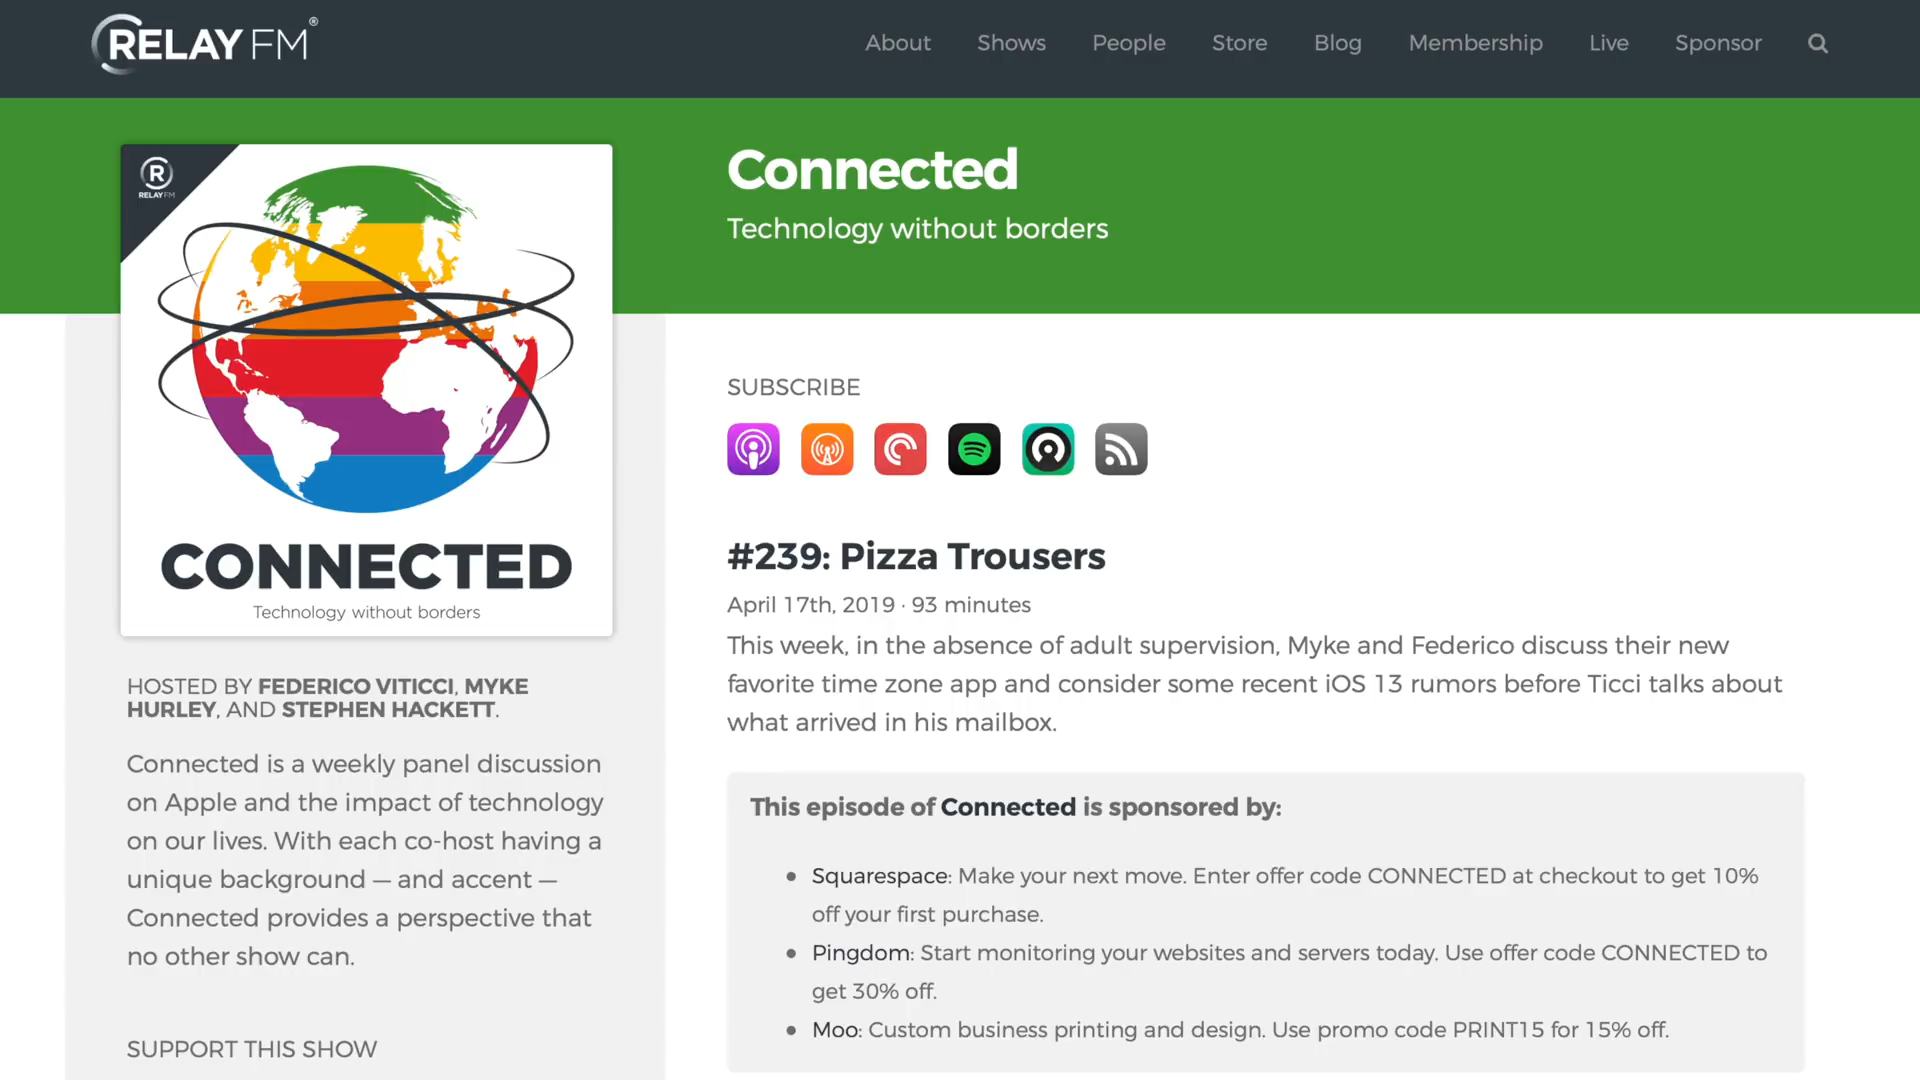 RELAY FM®
About Shows People Store Blog Membership Live Sponsor
R
RELAY FM
CONNECTED
Technology without borders
HOSTED BY FEDERICO VITICCI, MYKE
HURLEY, AND STEPHEN HACKETT.
Connected is a weekly panel discussion
on Apple and the impact of technology
on our lives. With each co-host having a
unique background — and accent —
Connected provides a perspective that
no other show can.
SUPPORT THIS SHOW
Connected
Technology without borders
SUBSCRIBE
#239: Pizza Trousers
April 17th, 2019 · 93 minutes
This week, in the absence of adult supervision, Myke and Federico discuss their new
favorite time zone app and consider some recent iOS 13 rumors before Ticci talks about
what arrived in his mailbox.
This episode of Connected is sponsored by:
• Squarespace: Make your next move. Enter offer code CONNECTED at checkout to get 10%
off your first purchase.
• Pingdom: Start monitoring your websites and servers today. Use offer code CONNECTED to
get 30% off.
• Moo: Custom business printing and design. Use promo code PRINT15 for 15% off.